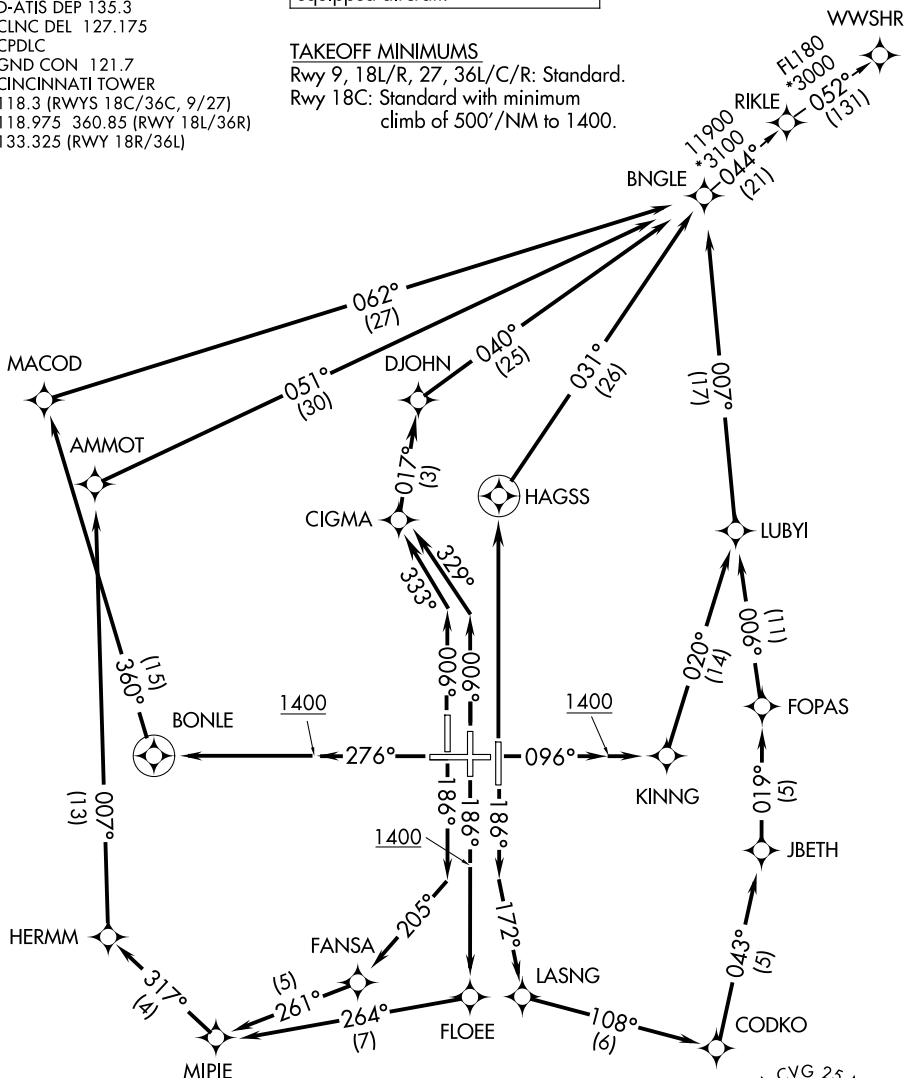 D-ATIS DEP 135.3
CLNC DEL 127.175
CPDLC
GND CON 121.7
CINCINNATI TOWER
118.3 (RWYS 18C/36C, 9/27)
118.975 360.85 (RWY 18L/36R)
133.325 (RWY 18R/36L)
TAKEOFF MINIMUMS
Rwy 9, 18L/R, 27, 36L/C/R: Standard.
Rwy 18C: Standard with minimum
climb of 500'/NM to 1400.
WWSHR
FL180
*3000
052°
(131)
RIKLE
11900
*3100
044°
(21)
BNGLE
062°
(27)
MACOD
DJOHN
040°
(25)
051°
(30)
031°
(26)
007°
(17)
AMMOT
017°
(3)
HAGSS
CIGMA
LUBYI
329°
333°
020°
(14)
006°
(11)
(15)
360°
006°
006°
FOPAS
BONLE
1400
1400
276°
096°
KINNG
019°
(5)
007°
(13)
186°
186°
186°
1400
JBETH
HERMM
205°
172°
043°
(5)
FANSA
LASNG
317°
(4)
(5)
261°
264°
(7)
FLOEE
108°
(6)
CODKO
MIPIE
CVG 25